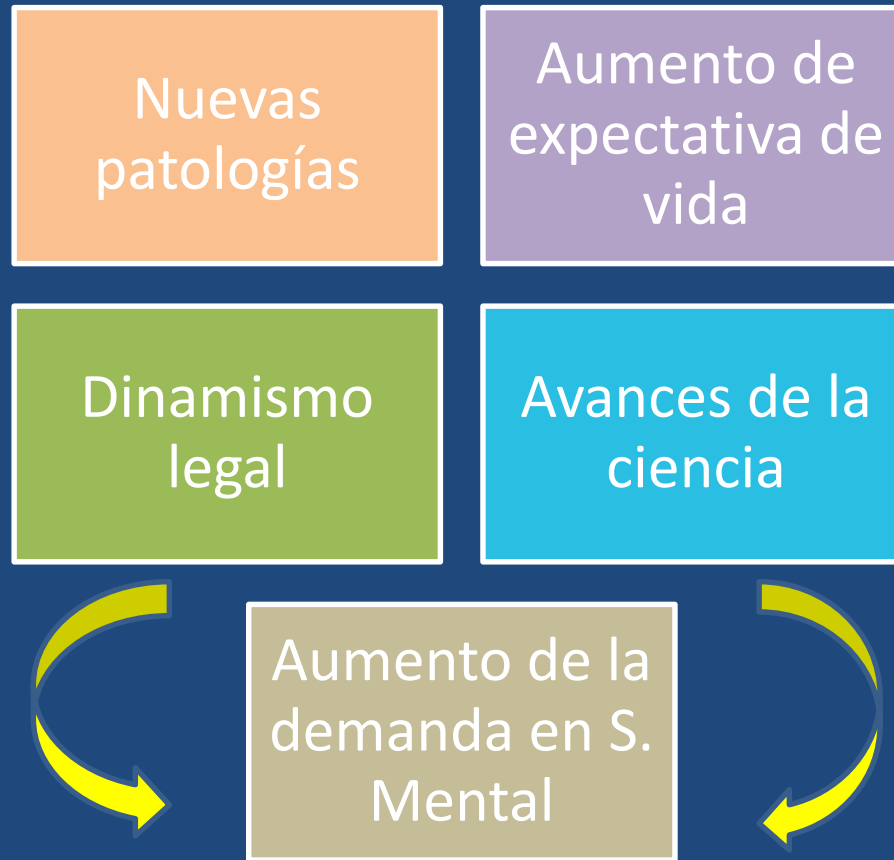 Nuevas
patologías
Aumento de
expectativa de
vida
Dinamismo
legal
Avances de la
ciencia
Aumento de la
demanda en S.
Mental